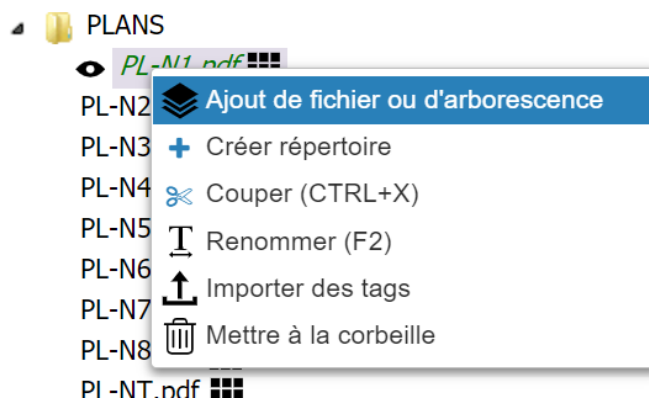 PLANS
PL-N1.pdf
PL-N2
Ajout de fichier ou d'arborescence
PL-N3
Créer répertoire
PL-N4
Couper (CTRL+X)
PL-N5
Renommer (F2)
PL-N6
Importer des tags
PL-N7
PL-N8
Mettre à la corbeille
PL-NT.pdf